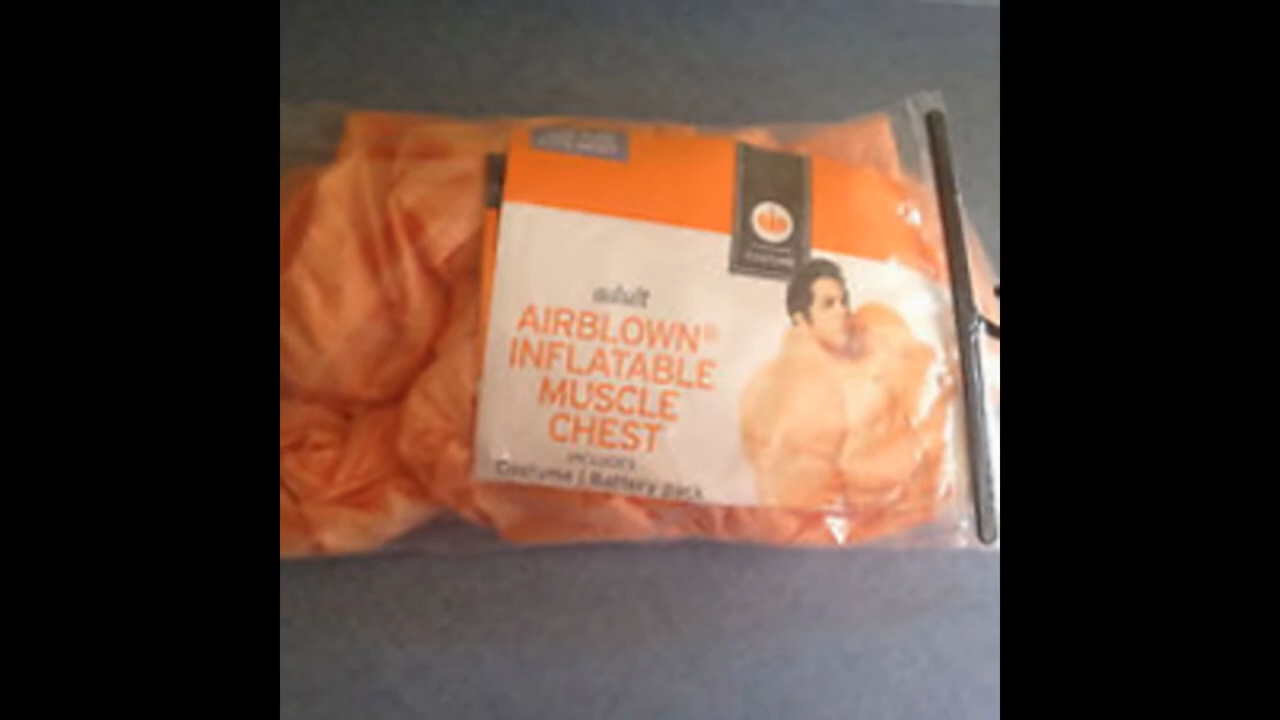 adult
AIRBLOWN®
INFLATABLE
MUSCLE
CHEST
INCLUDES
Costume | Battery pack